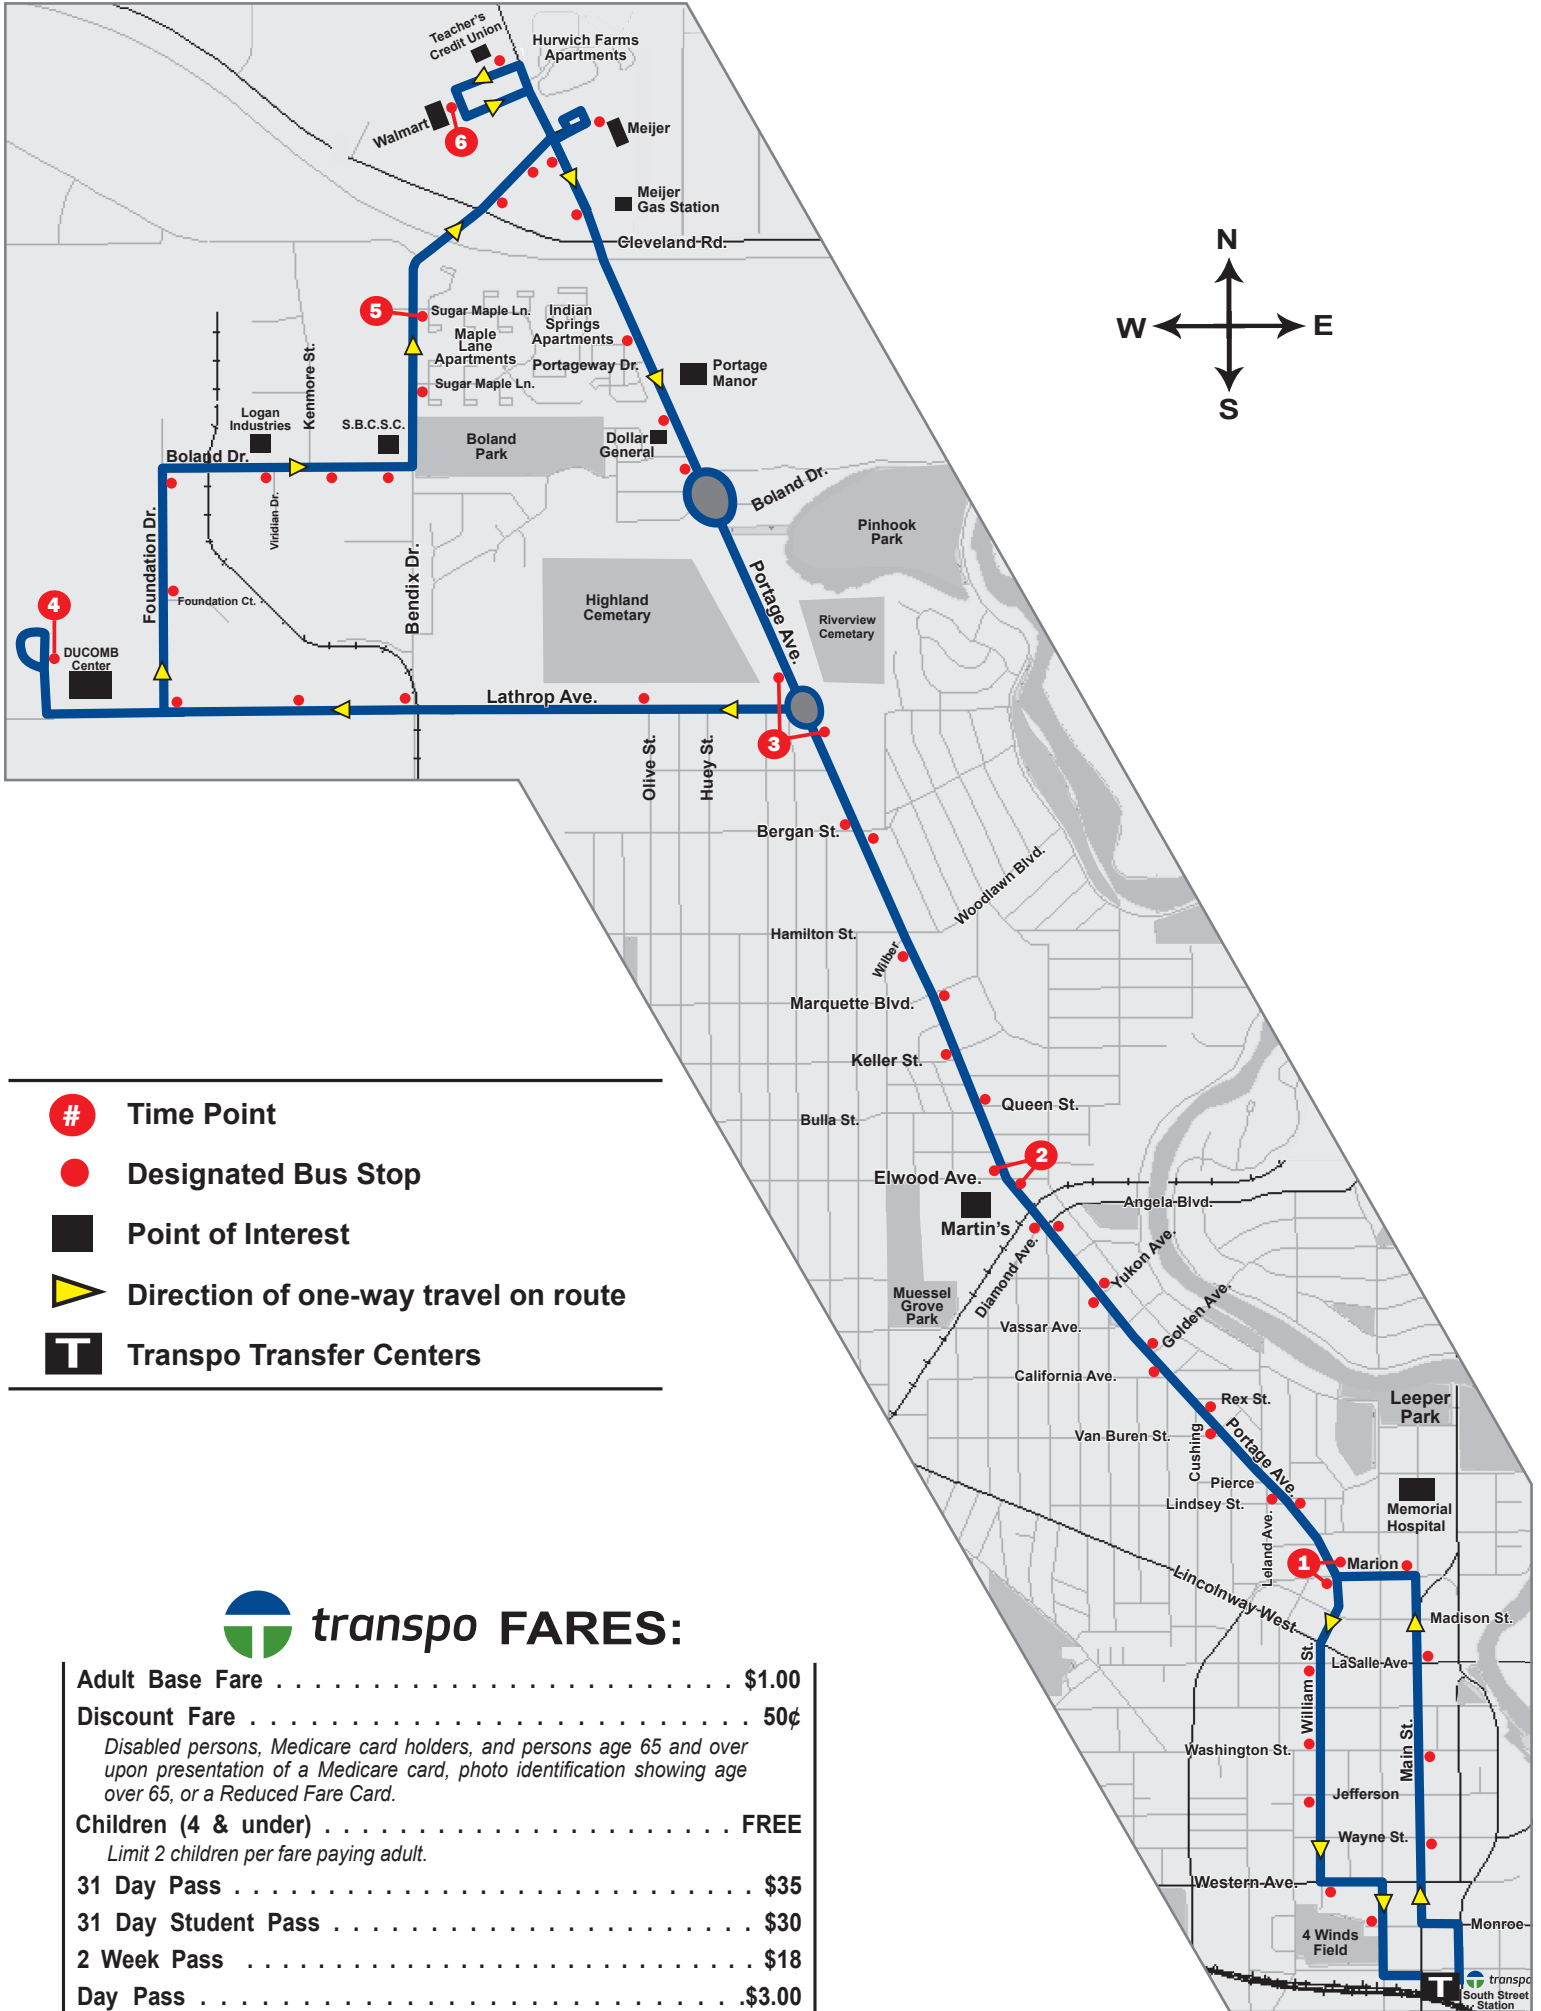 Teacher's
Credit Union
Hurwich Farms
Apartments
Walmart
6
Meijer
Meijer
Gas Station
Cleveland Rd.
N
W
E
S
5
Sugar Maple Ln.
Maple
Lane
Apartments
Indian
Springs
Apartments
Portageway Dr.
Sugar Maple Ln.
Portage
Manor
Kenmore St.
Logan
Industries
S.B.C.S.C.
Boland
Park
Dollar
General
Boland Dr.
Boland Dr.
Viridian Dr.
Pinhook
Park
Foundation Dr.
Foundation Ct.
Bendix Dr.
Portage Ave.
Highland
Cemetary
Riverview
Cemetary
4
DUCOMB
Center
Lathrop Ave.
3
Olive St.
Huey St.
Bergan St.
Woodlawn Blvd.
Hamilton St.
Wilber
Marquette Blvd.
Keller St.
Queen St.
Bulla St.
2
Elwood Ave.
Angela Blvd.
Martin's
Diamond Ave.
Yukon Ave.
Muessel
Grove
Park
Vassar Ave.
Golden Ave.
California Ave.
Rex St.
Leeper
Park
Van Buren St.
Cushing
Portage Ave.
Pierce
Lindsey St.
Leland Ave.
Memorial
Hospital
1
Marion
Lincolnway West
Madison St.
LaSalle Ave
William St.
Washington St.
Main St.
Jefferson
Wayne St.
Western Ave.
Monroe
4 Winds
Field
T
transpo
South Street
Station
#
Time Point
Designated Bus Stop
Point of Interest
Direction of one-way travel on route
T
Transpo Transfer Centers
transpo FARES:
Adult Base Fare . . . . . . . . . . . . . . . . . . . . . . $1.00
Discount Fare . . . . . . . . . . . . . . . . . . . . . . . . 50¢
Disabled persons, Medicare card holders, and persons age 65 and over
upon presentation of a Medicare card, photo identification showing age
over 65, or a Reduced Fare Card.
Children (4 & under) . . . . . . . . . . . . . . . . . . . . FREE
Limit 2 children per fare paying adult.
31 Day Pass . . . . . . . . . . . . . . . . . . . . . . . . . $35
31 Day Student Pass . . . . . . . . . . . . . . . . . . . . $30
2 Week Pass . . . . . . . . . . . . . . . . . . . . . . . . $18
Day Pass . . . . . . . . . . . . . . . . . . . . . . . . . .$3.00